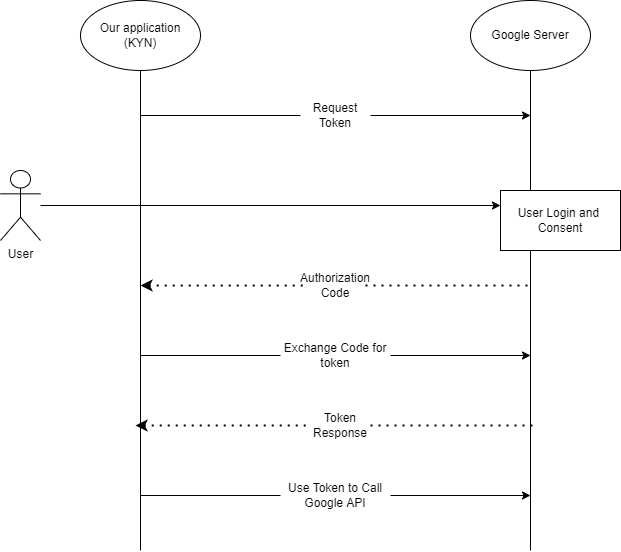 Our application
(KYN)
Google Server
Request
Token
User Login and
Consent
User
Authorization
Code
Exchange Code for
token
Token
Response
Use Token to Call
Google API